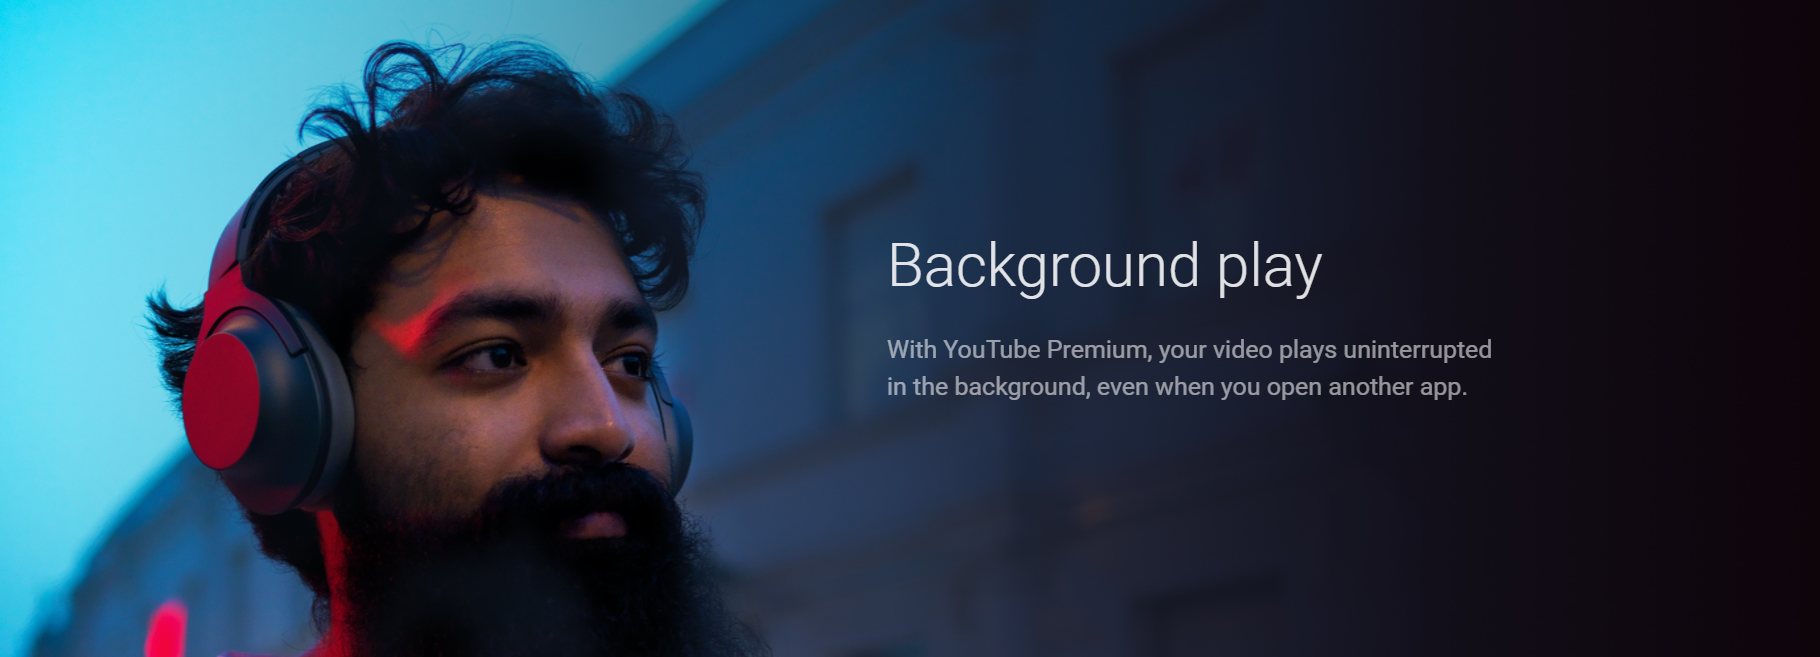 Background play
With YouTube Premium, your video plays uninterrupted
in the background, even when you open another app.